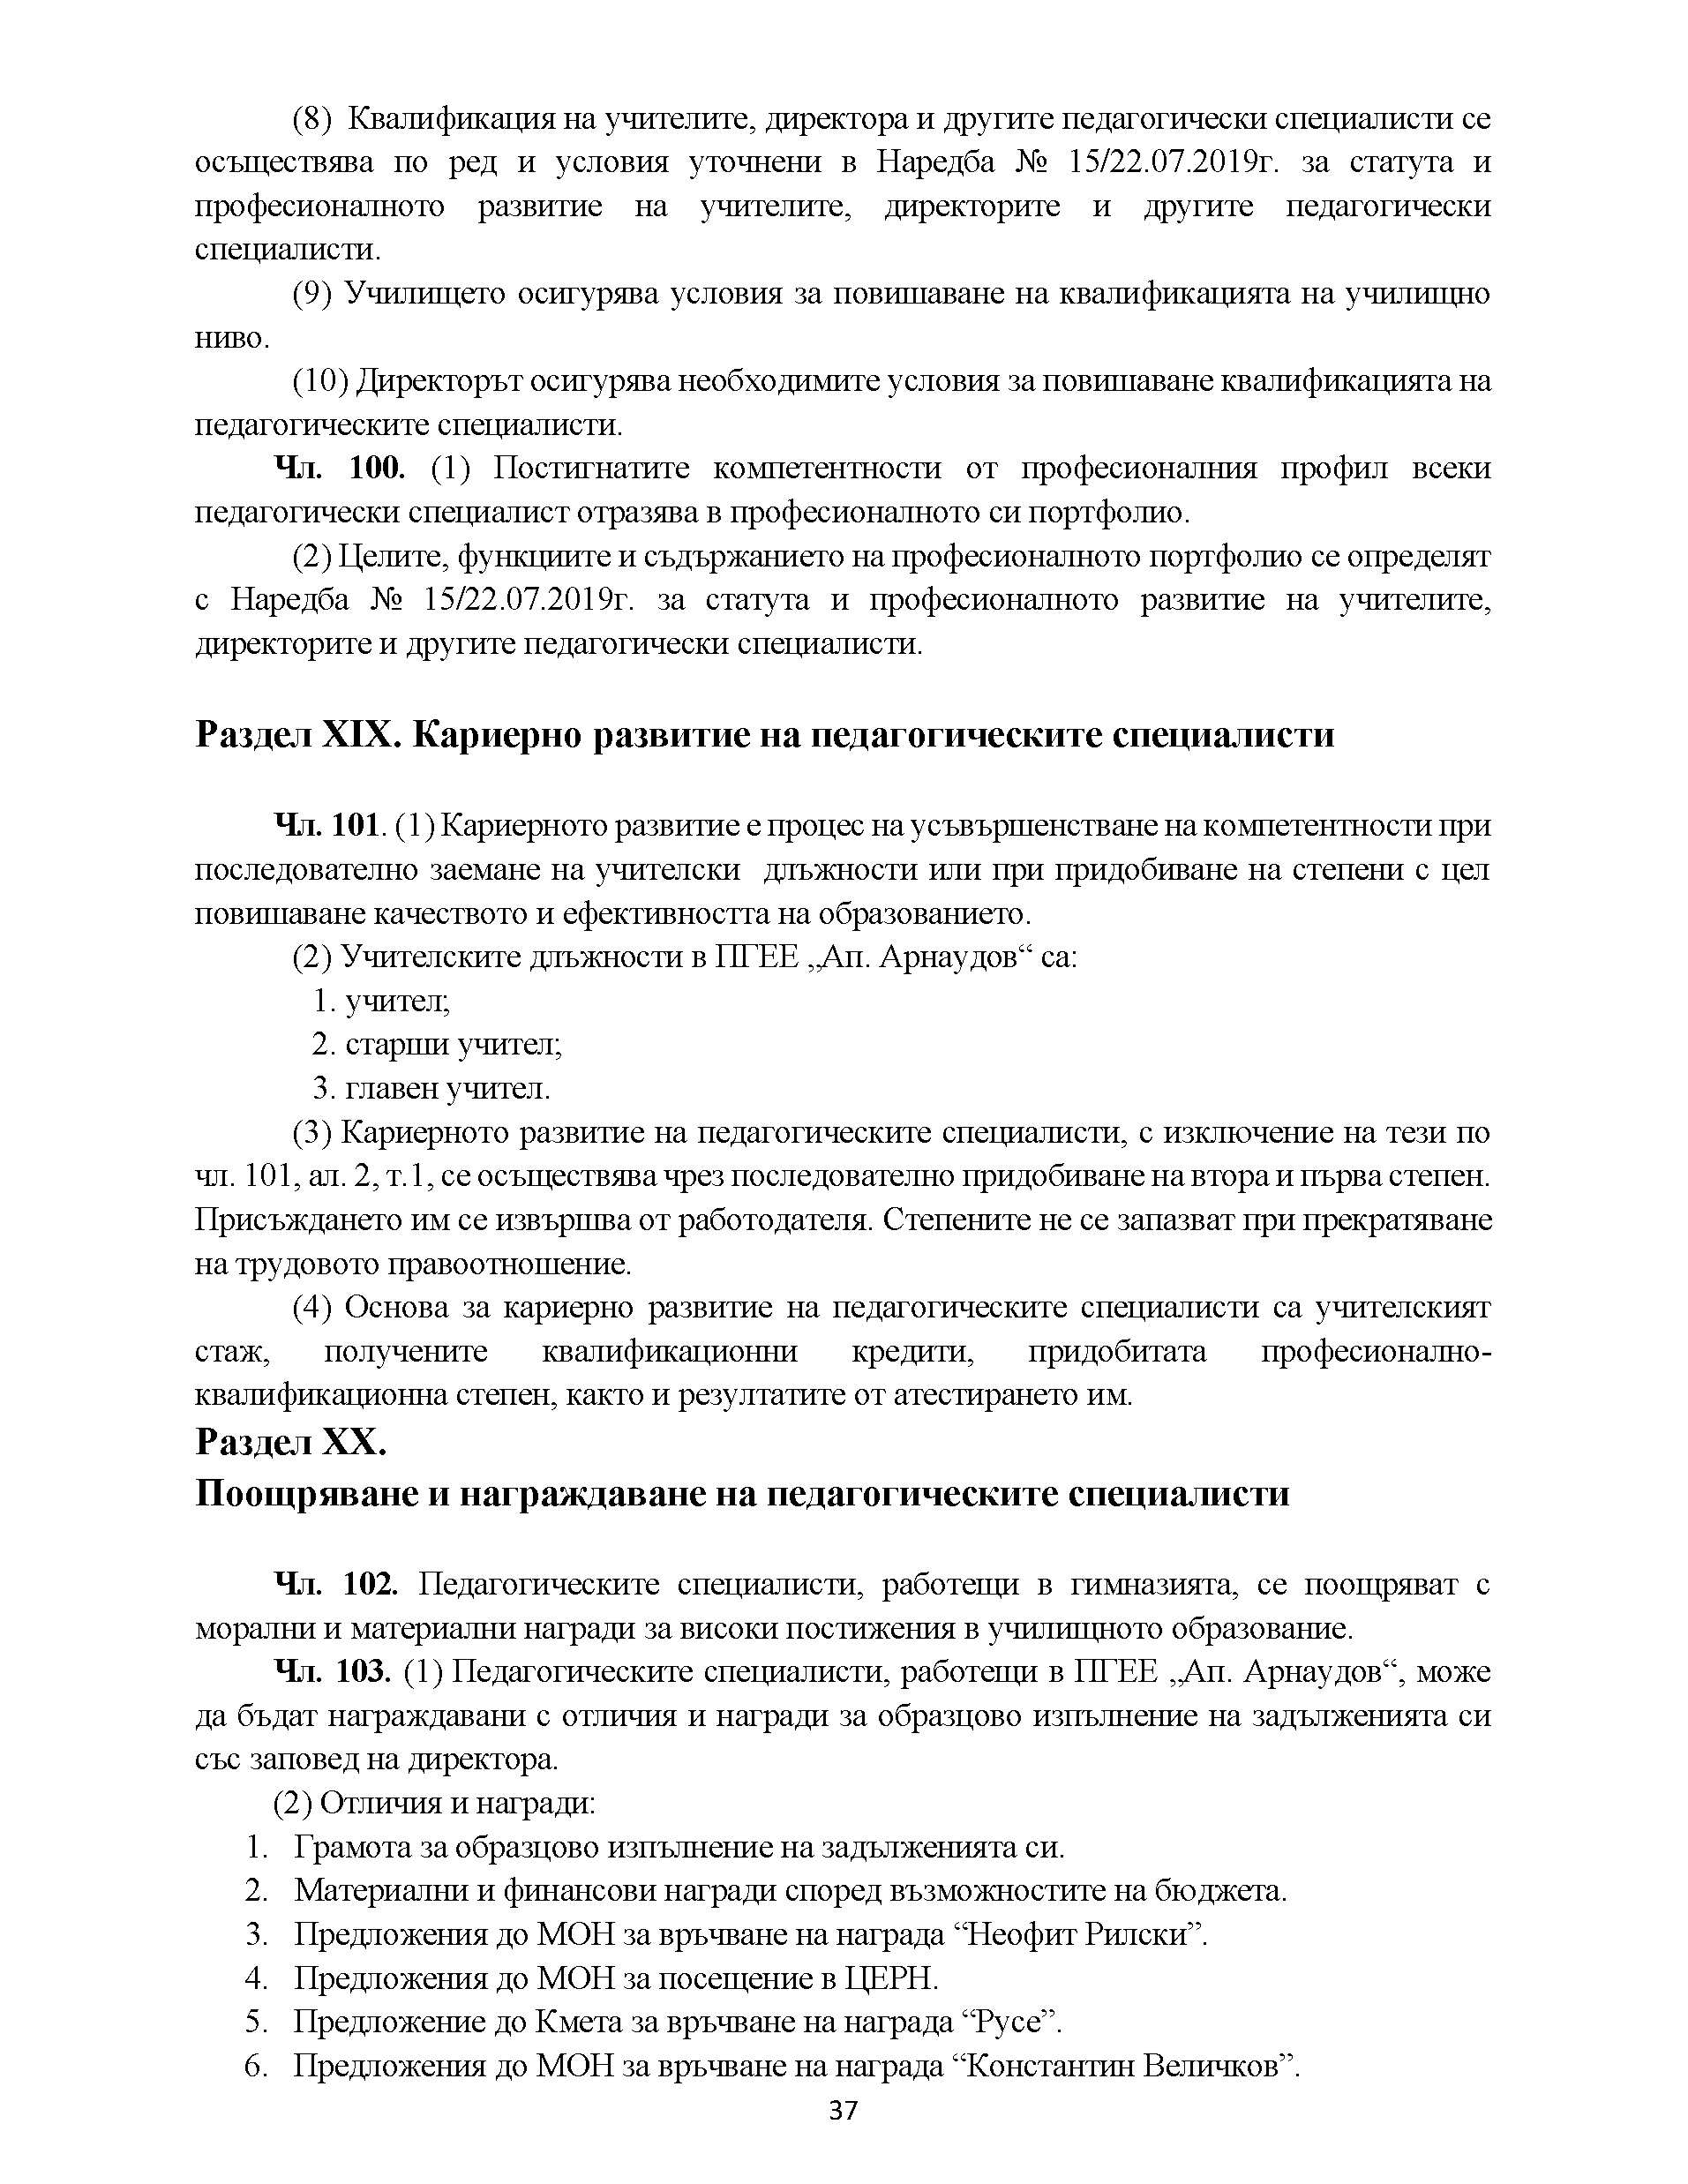 (8) Квалификация на учителите, директора и другите педагогически специалисти се
осъществява по ред и условия уточнени в Наредба № 15/22.07.2019г. за статута и
професионалното развитие на учителите, директорите и другите педагогически
специалисти.
(9) Училището осигурява условия за повишаване на квалификацията на училищно
ниво.
(10) Директорът осигурява необходимите условия за повишаване квалификацията на
педагогическите специалисти.
Чл. 100. (1) Постигнатите компетентности от професионалния профил всеки
педагогически специалист отразява в професионалното си портфолио.
(2) Целите, функциите и съдържанието на професионалното портфолио се определят
с Наредба № 15/22.07.2019г. за статута и професионалното развитие на учителите,
директорите и другите педагогически специалисти.
Раздел XIX. Кариерно развитие на педагогическите специалисти
Чл. 101. (1) Кариерното развитие е процес на усъвършенстване на компетентности при
последователно заемане на учителски длъжности или при придобиване на степени с цел
повишаване качеството и ефективността на образованието.
(2) Учителските длъжности в ПГЕЕ „Ап. Арнаудов“ са:
1. учител;
2. старши учител;
3. главен учител.
(3) Кариерното развитие на педагогическите специалисти, с изключение на тези по
чл. 101, ал. 2, т.1, се осъществява чрез последователно придобиване на втора и първа степен.
Присъждането им се извършва от работодателя. Степените не се запазват при прекратяване
на трудовото правоотношение.
(4) Основа за кариерно развитие на педагогическите специалисти са учителският
стаж, получените квалификационни кредити, придобитата професионално-
квалификационна степен, както и резултатите от атестирането им.
Раздел XX.
Поощряване и награждаване на педагогическите специалисти
Чл. 102. Педагогическите специалисти, работещи в гимназията, се поощряват с
морални и материални награди за високи постижения в училищното образование.
Чл. 103. (1) Педагогическите специалисти, работещи в ПГЕЕ „Ап. Арнаудов“, може
да бъдат награждавани с отличия и награди за образцово изпълнение на задълженията си
със заповед на директора.
(2) Отличия и награди:
1. Грамота за образцово изпълнение на задълженията си.
2. Материални и финансови награди според възможностите на бюджета.
3. Предложения до МОН за връчване на награда “Неофит Рилски”.
4. Предложения до МОН за посещение в ЦЕРН.
5. Предложение до Кмета за връчване на награда “Русе”.
6. Предложения до МОН за връчване на награда “Константин Величков”.
37